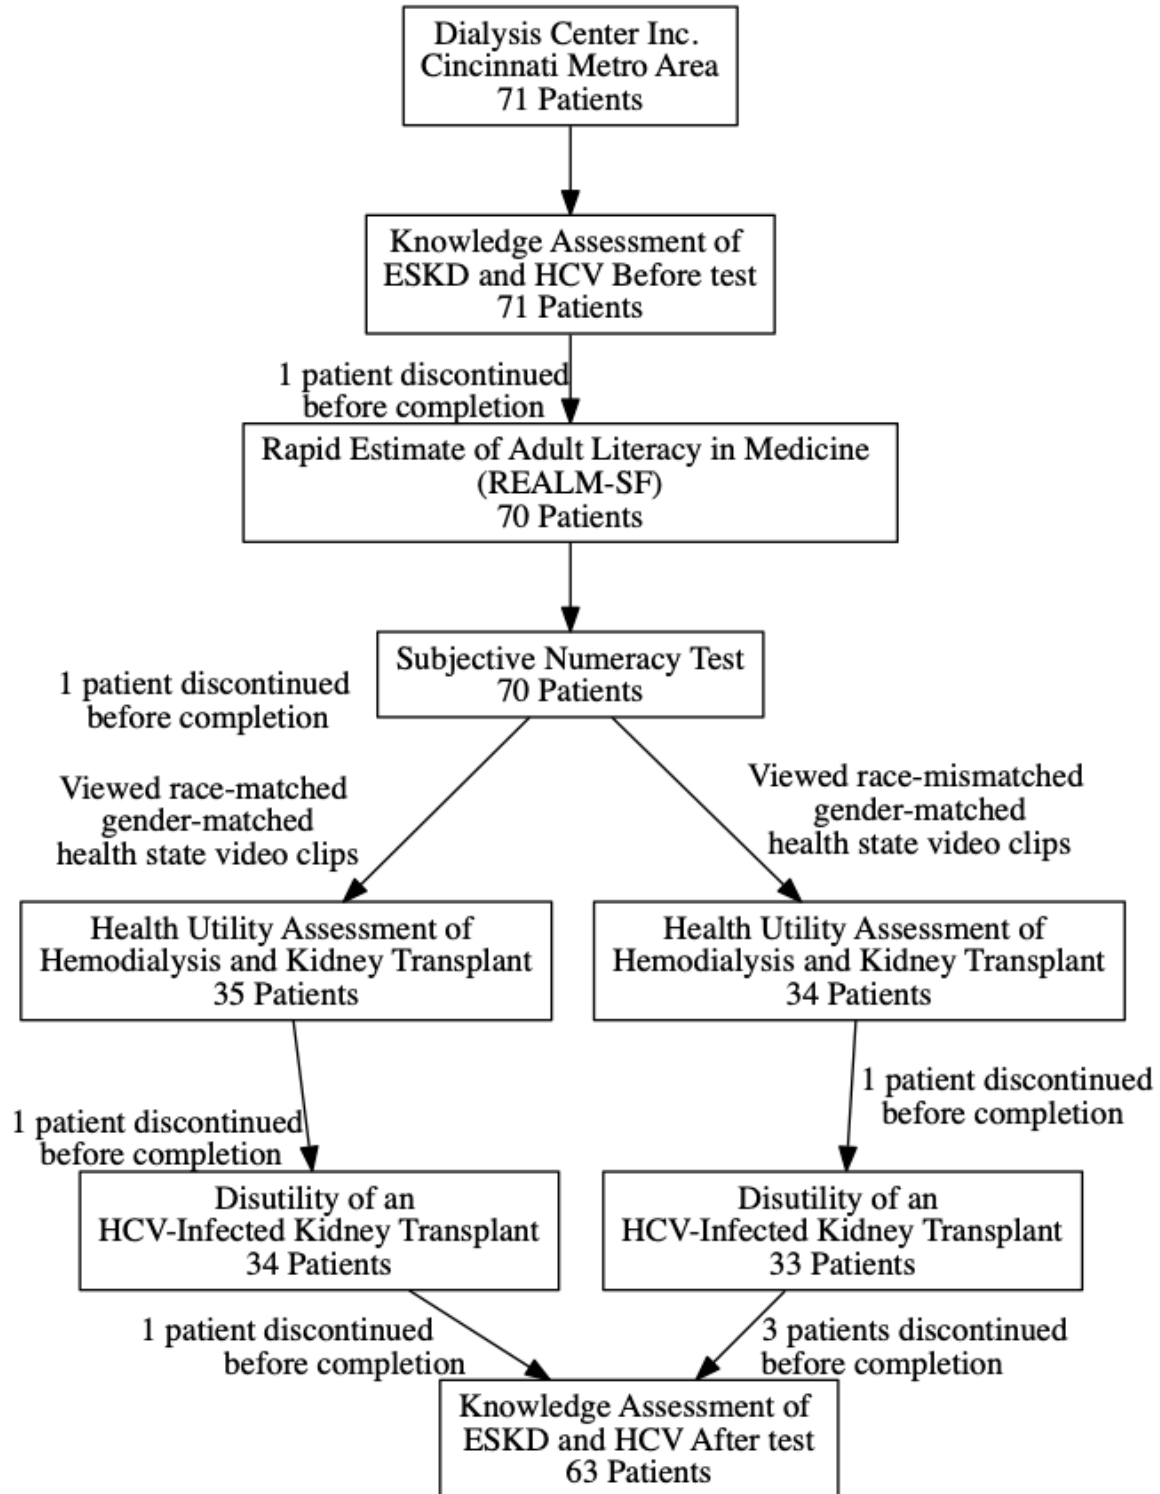 Dialysis Center Inc.
Cincinnati Metro Area
71 Patients
Knowledge Assessment of
ESKD and HCV Before test
71 Patients
1 patient discontinued
before completion
Rapid Estimate of Adult Literacy in Medicine
(REALM-SF)
70 Patients
Subjective Numeracy Test
70 Patients
1 patient discontinued
before completion
Viewed race-matched
gender-matched
health state video clips
Viewed race-mismatched
gender-matched
health state video clips
Health Utility Assessment of
Hemodialysis and Kidney Transplant
35 Patients
Health Utility Assessment of
Hemodialysis and Kidney Transplant
34 Patients
1 patient discontinued
before completion
1 patient discontinued
before completion
Disutility of an
HCV-Infected Kidney Transplant
34 Patients
Disutility of an
HCV-Infected Kidney Transplant
33 Patients
1 patient discontinued
before completion
3 patients discontinued
before completion
Knowledge Assessment of
ESKD and HCV After test
63 Patients